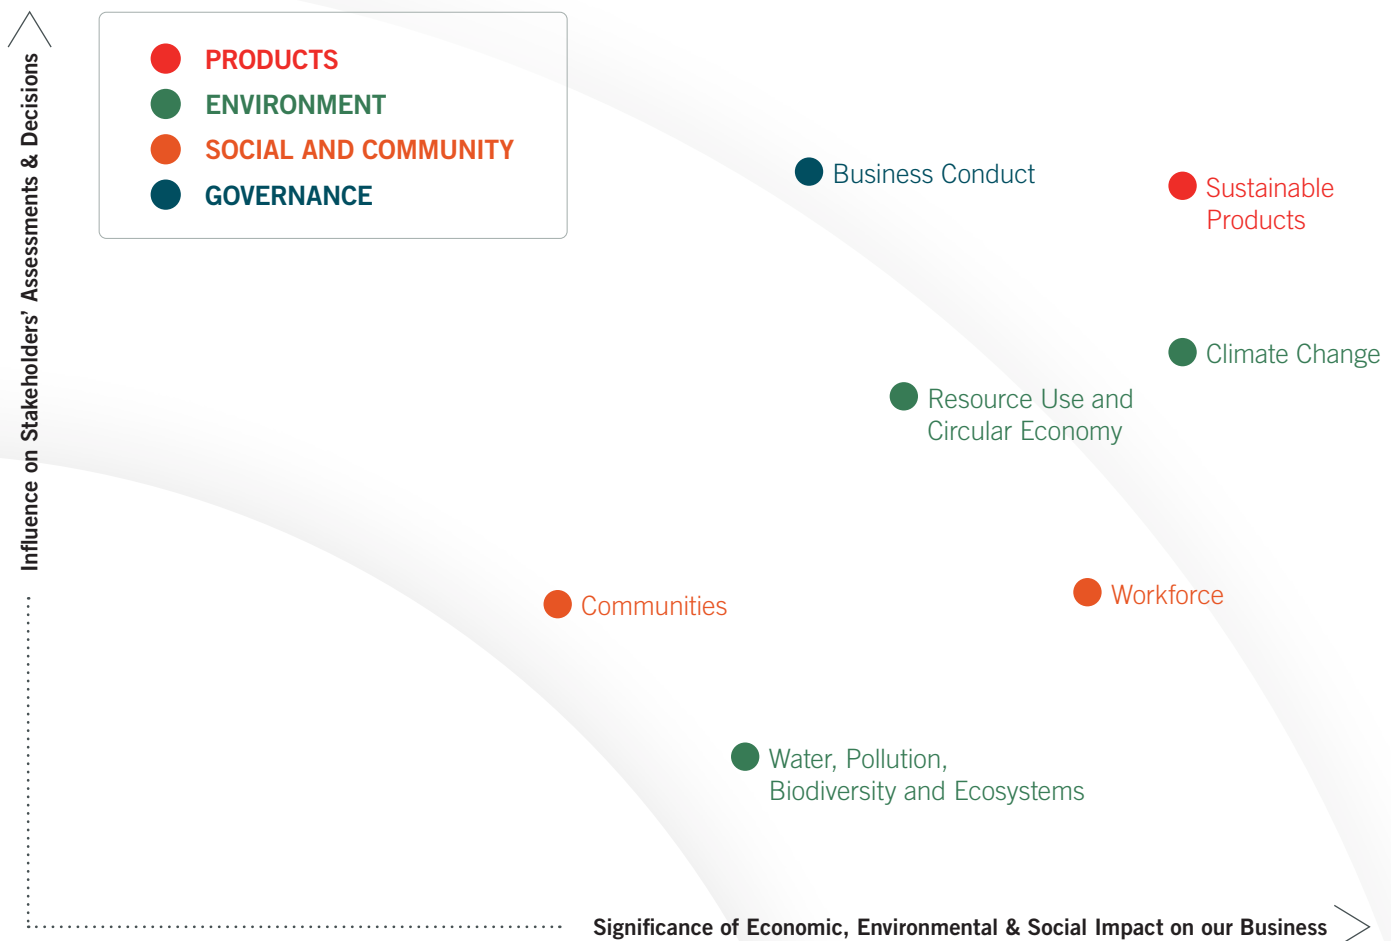 Influence on Stakeholders’ Assessments & Decisions
PRODUCTS
ENVIRONMENT
SOCIAL AND COMMUNITY
GOVERNANCE
Business Conduct
Sustainable
Products
Climate Change
Resource Use and
Circular Economy
Communities
Workforce
Water, Pollution,
Biodiversity and Ecosystems
Significance of Economic, Environmental & Social Impact on our Business